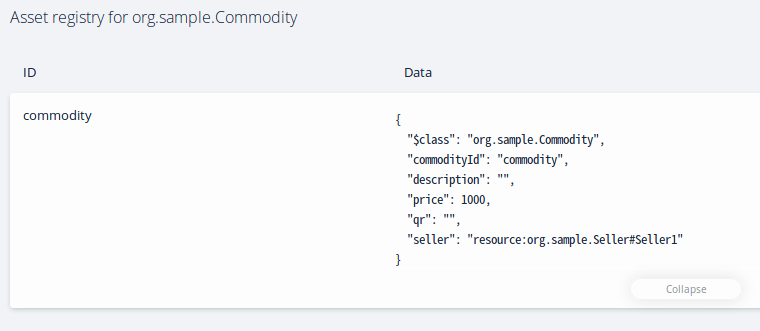 Asset registry for org.sample.Commodity
ID Data
commodity
{
"$class": "org.sample.Commodity",
"commodityId": "commodity",
"description": "",
"price": 1000,
"qr": "",
"seller": "resource:org.sample.Seller#Seller1"
}
Collapse